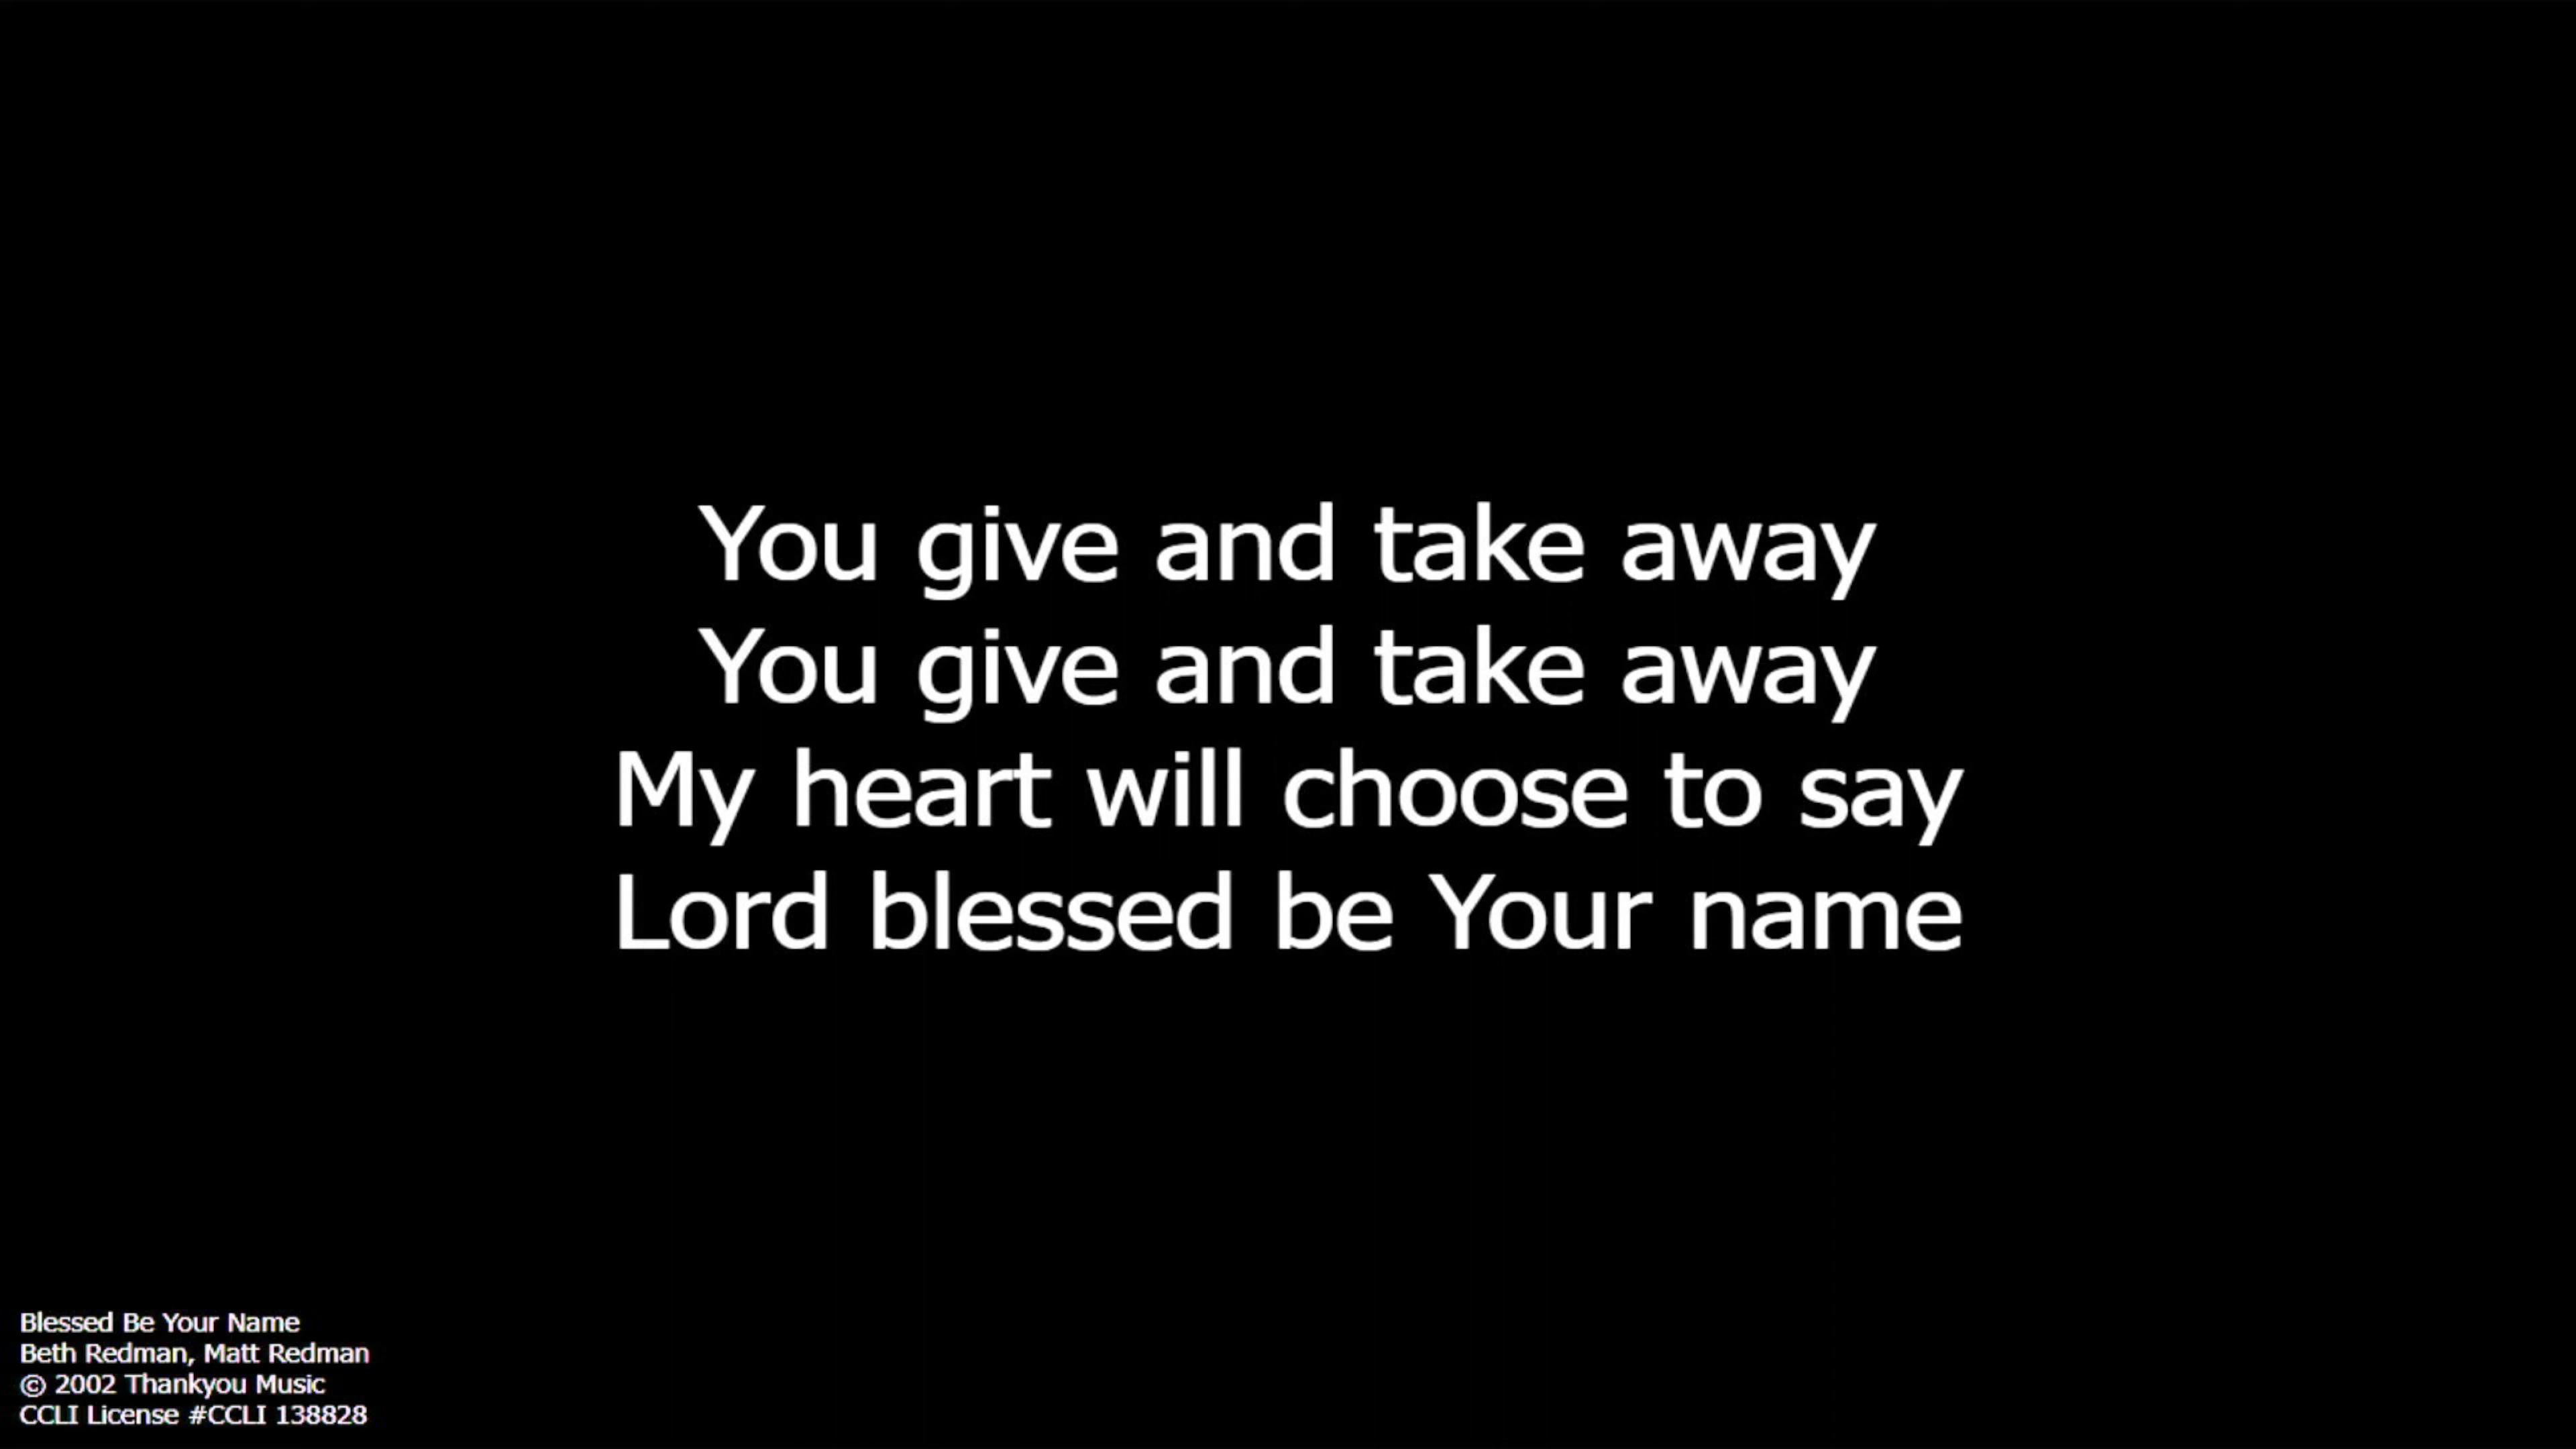 You give and take away
You give and take away
My heart will choose to say
Lord blessed be Your name
Blessed Be Your Name
Beth Redman, Matt Redman
© 2002 Thankyou Music
CCLI License #CCLI 138828